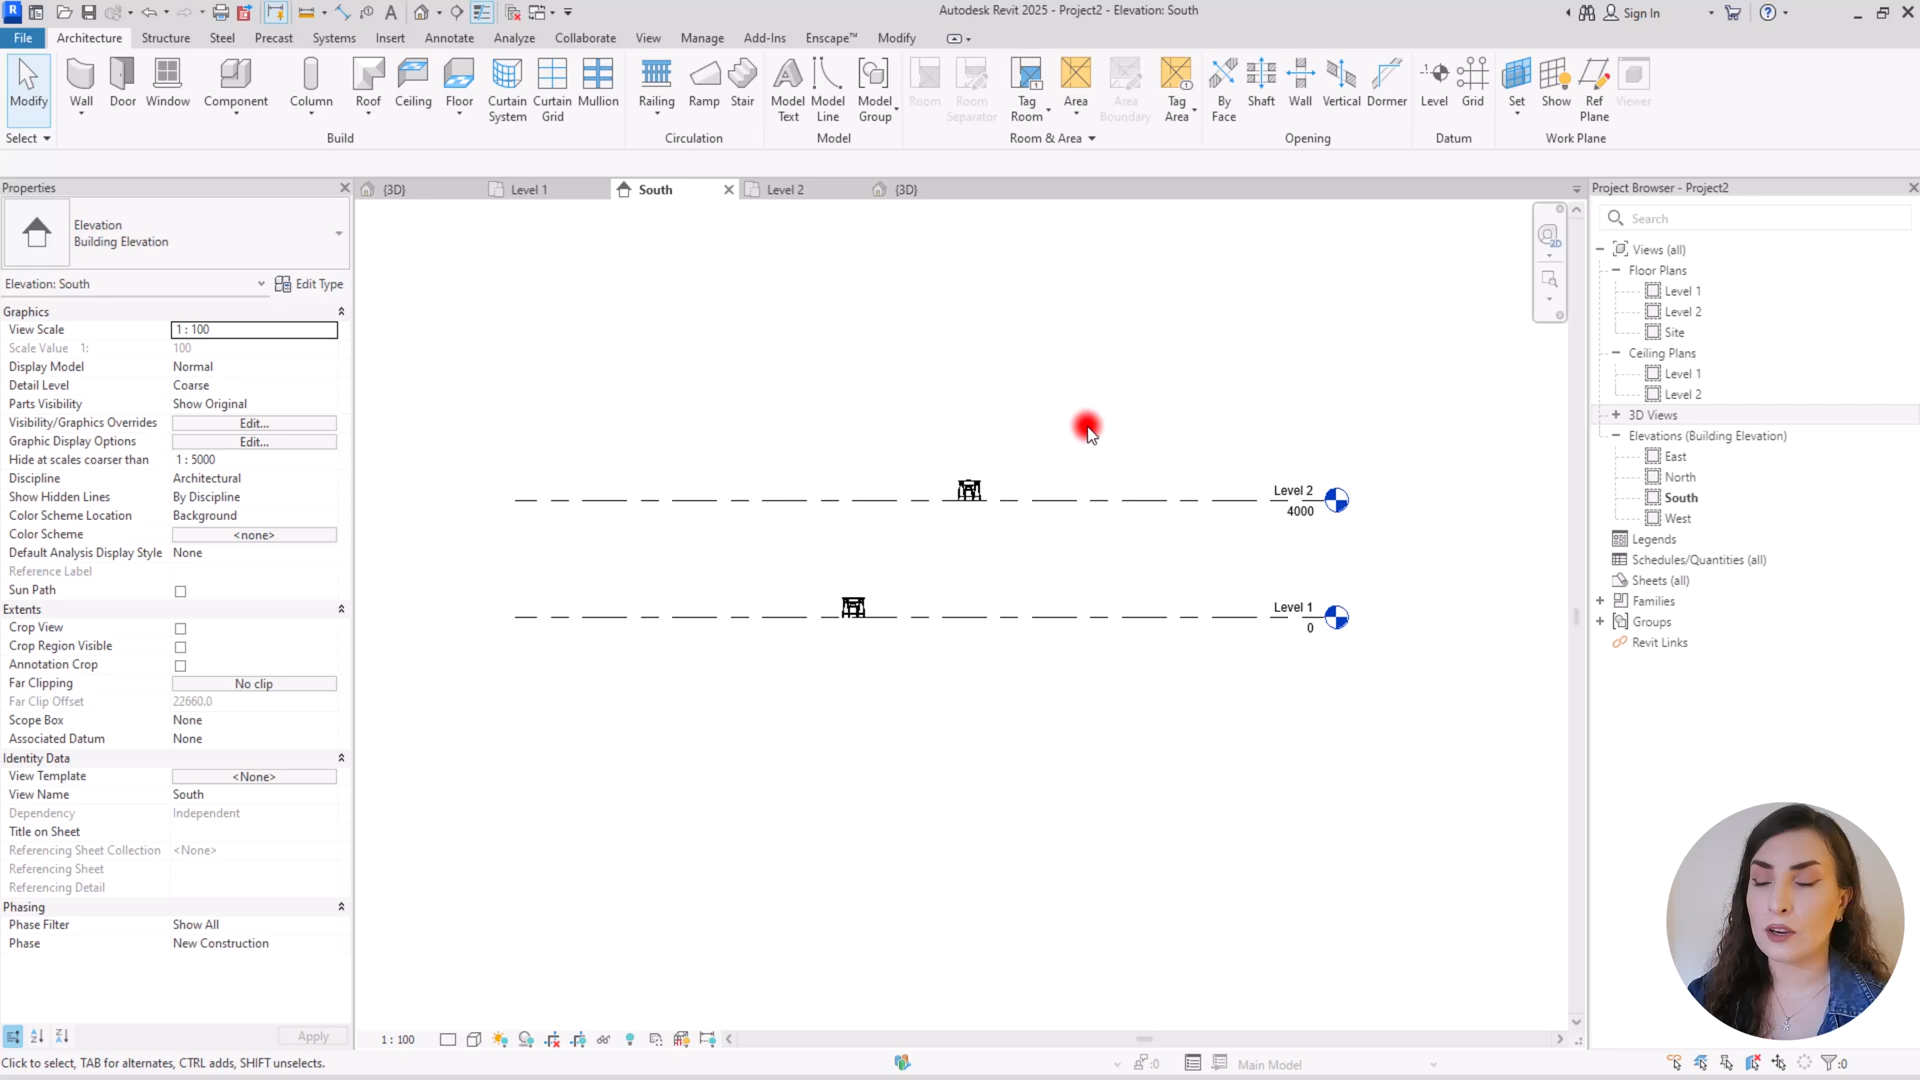 Autodesk Revit 2025 - Project2 - Elevation: South
Sign In
File Architecture Structure Steel Precast Systems Insert Annotate Analyze Collaborate View Manage Add-Ins Enscape™ Modify
Modify Wall Door Window Component Column Roof Ceiling Floor Curtain System Curtain Grid Mullion Railing Ramp Stair Model Text Model Line Model Group Room Room Separator Tag Room Area Area Boundary Tag Area By Face Shaft Wall Vertical Dormer Level Grid Set Show Ref Plane Viewer
Select Build Circulation Model Room & Area Opening Datum Work Plane
Properties
Elevation
Building Elevation
Elevation: South Edit Type
Graphics
View Scale 1 : 100
Scale Value 1: 100
Display Model Normal
Detail Level Coarse
Parts Visibility Show Original
Visibility/Graphics Overrides Edit...
Graphic Display Options Edit...
Hide at scales coarser than 1 : 5000
Discipline Architectural
Show Hidden Lines By Discipline
Color Scheme Location Background
Color Scheme <none>
Default Analysis Display Style None
Reference Label
Sun Path
Extents
Crop View
Crop Region Visible
Annotation Crop
Far Clipping No clip
Far Clip Offset 22660.0
Scope Box None
Associated Datum None
Identity Data
View Template <None>
View Name South
Dependency Independent
Title on Sheet
Referencing Sheet Collection <None>
Referencing Sheet
Referencing Detail
Phasing
Phase Filter Show All
Phase New Construction
Apply
{3D} Level 1 South Level 2 {3D}
2D
Level 2
4000
Level 1
0
1 : 100
Project Browser - Project2
Search
Views (all)
Floor Plans
Level 1
Level 2
Site
Ceiling Plans
Level 1
Level 2
3D Views
Elevations (Building Elevation)
East
North
South
West
Legends
Schedules/Quantities (all)
Sheets (all)
Families
Groups
Revit Links
Click to select, TAB for alternates, CTRL adds, SHIFT unselects. :0 Main Model :0